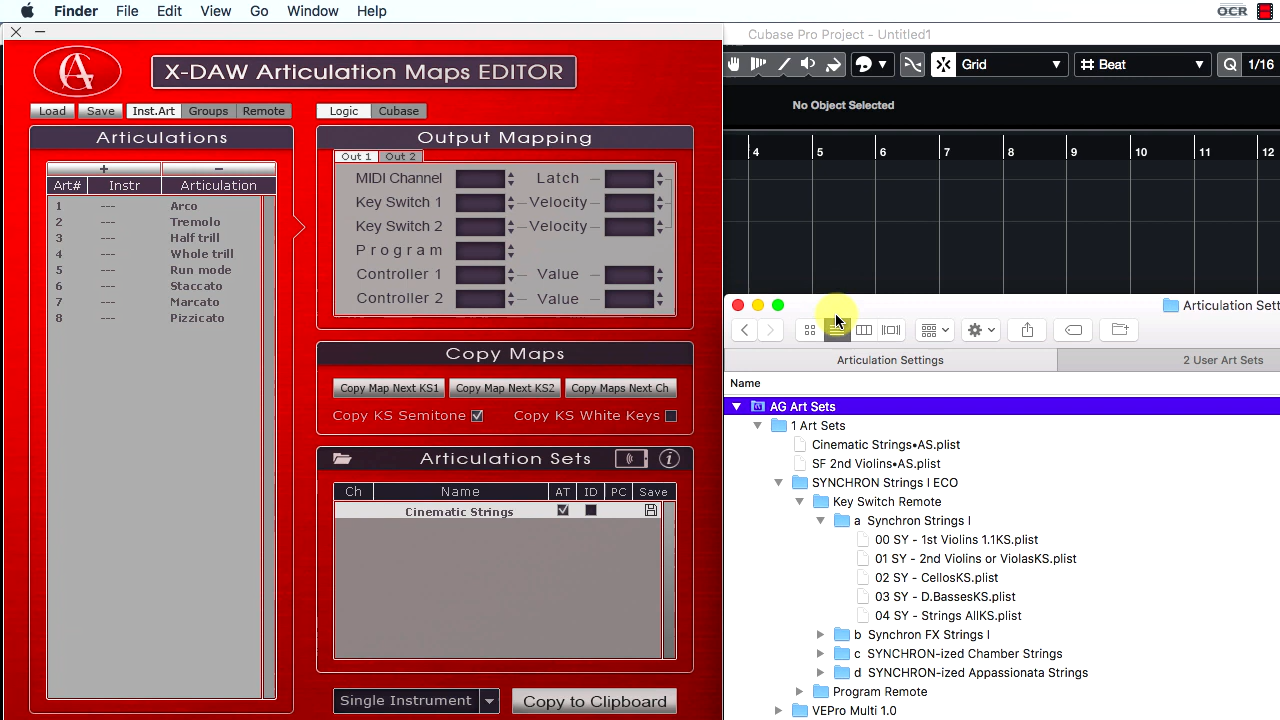 Finder File Edit View Go Window Help OCR
Cubase Pro Project - Untitled1
X-DAW Articulation Maps EDITOR
Grid # Beat Q 1/16
No Object Selected
Load Save Inst.Art Groups Remote Logic Cubase
Articulations
+ −
Art# Instr Articulation
1 --- Arco
2 --- Tremolo
3 --- Half trill
4 --- Whole trill
5 --- Run mode
6 --- Staccato
7 --- Marcato
8 --- Pizzicato
Output Mapping
Out 1 Out 2
MIDI Channel Latch
Key Switch 1 Velocity
Key Switch 2 Velocity
Program
Controller 1 Value
Controller 2 Value
Copy Maps
Copy Map Next KS1 Copy Map Next KS2 Copy Maps Next Ch
Copy KS Semitone Copy KS White Keys
Articulation Sets
Ch Name AT ID PC Save
Cinematic Strings
Single Instrument Copy to Clipboard
4 5 6 7 8 9 10 11 12
Articulation Sett
Articulation Settings 2 User Art Sets
Name
AG Art Sets
1 Art Sets
Cinematic Strings•AS.plist
SF 2nd Violins•AS.plist
SYNCHRON Strings I ECO
Key Switch Remote
a Synchron Strings I
00 SY - 1st Violins 1.1KS.plist
01 SY - 2nd Violins or ViolasKS.plist
02 SY - CellosKS.plist
03 SY - D.BassesKS.plist
04 SY - Strings AllKS.plist
b Synchron FX Strings I
c SYNCHRON-ized Chamber Strings
d SYNCHRON-ized Appassionata Strings
Program Remote
VEPro Multi 1.0